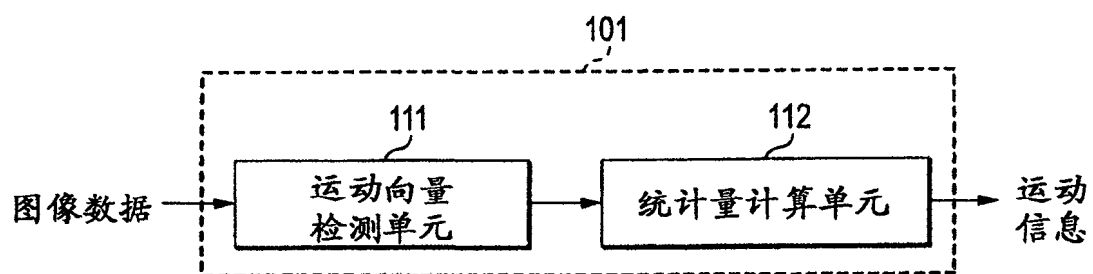 101
111
112
图像数据
运动向量
检测单元
统计量计算单元
运动
信息